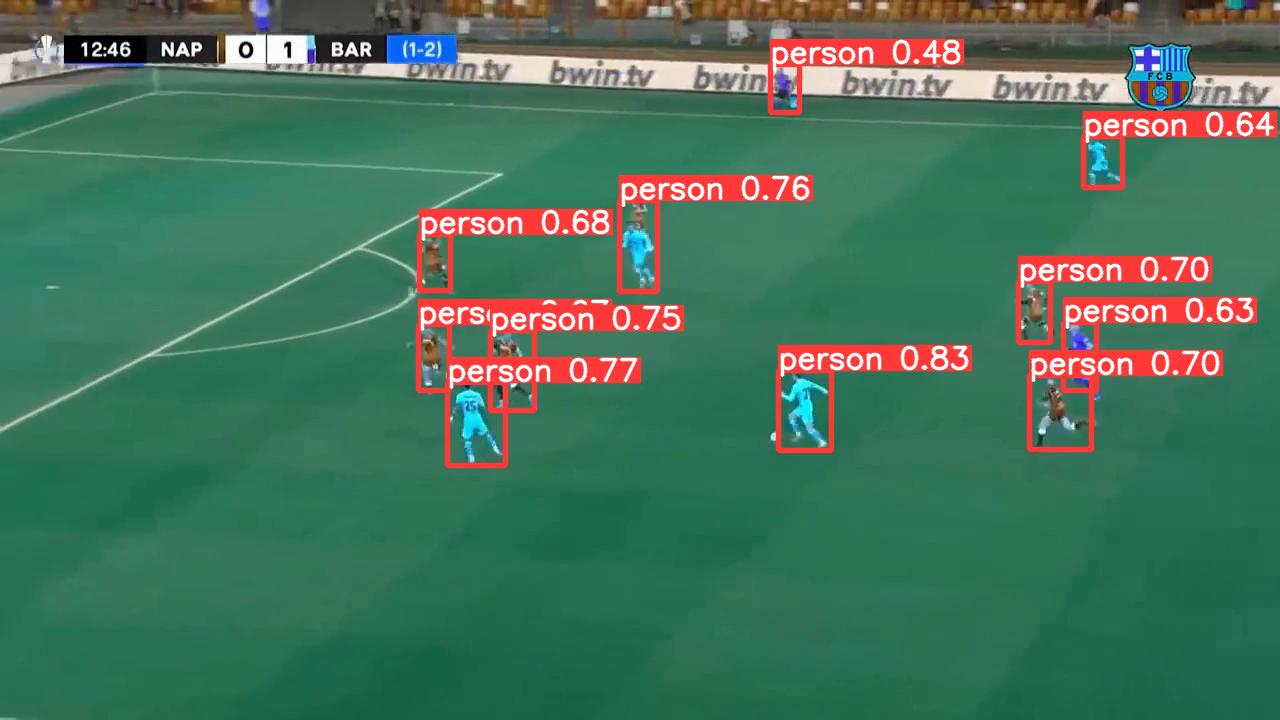 12:46 NAP 0 1 BAR (1-2)
bwin.tv bwin.tv bwin.tv bwin.tv bwin.tv
FCB
person 0.48
person 0.64
person 0.76
person 0.68
person 0.70
person 0.63
person 0.75
person 0.83
person 0.70
person 0.77
25